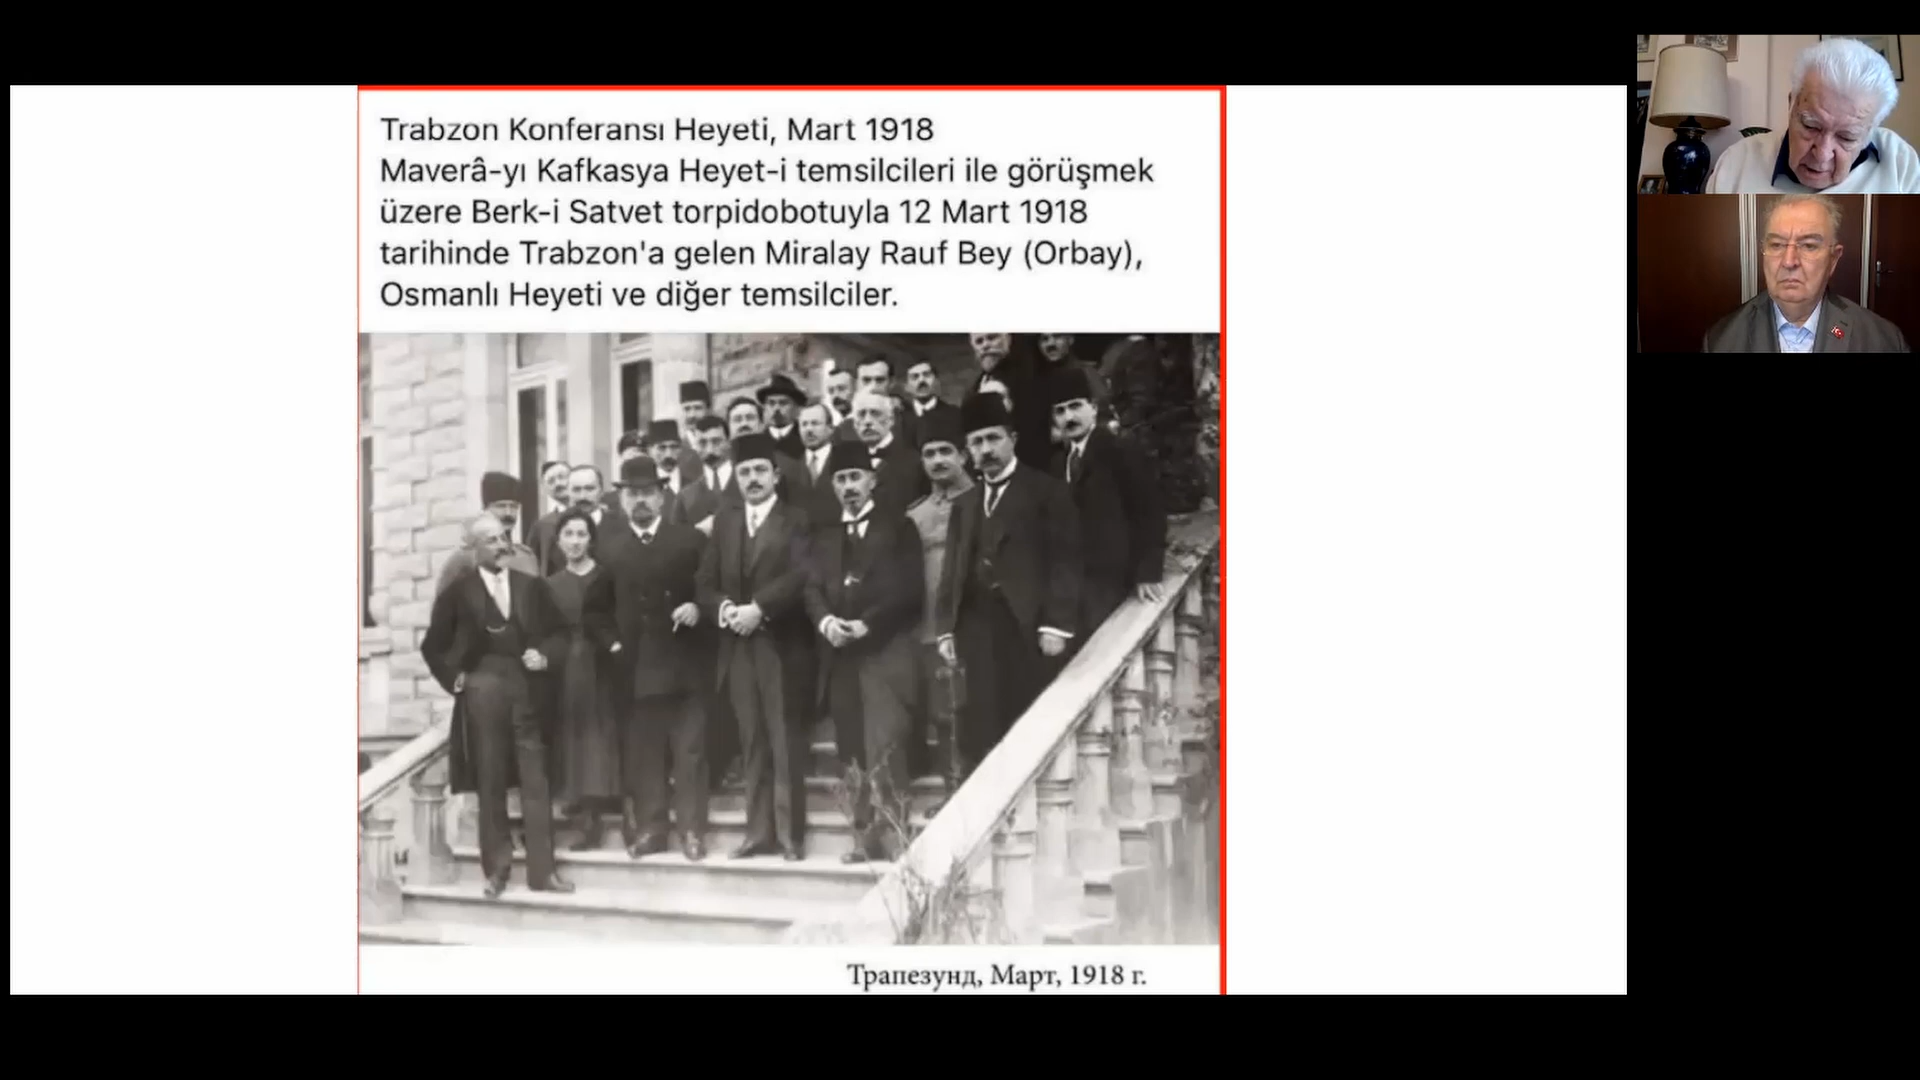 Trabzon Konferansı Heyeti, Mart 1918
Maverâ-yı Kafkasya Heyet-i temsilcileri ile görüşmek
üzere Berk-i Satvet torpidobotuyla 12 Mart 1918
tarihinde Trabzon'a gelen Miralay Rauf Bey (Orbay),
Osmanlı Heyeti ve diğer temsilciler.
Трапезунд, Март, 1918 г.